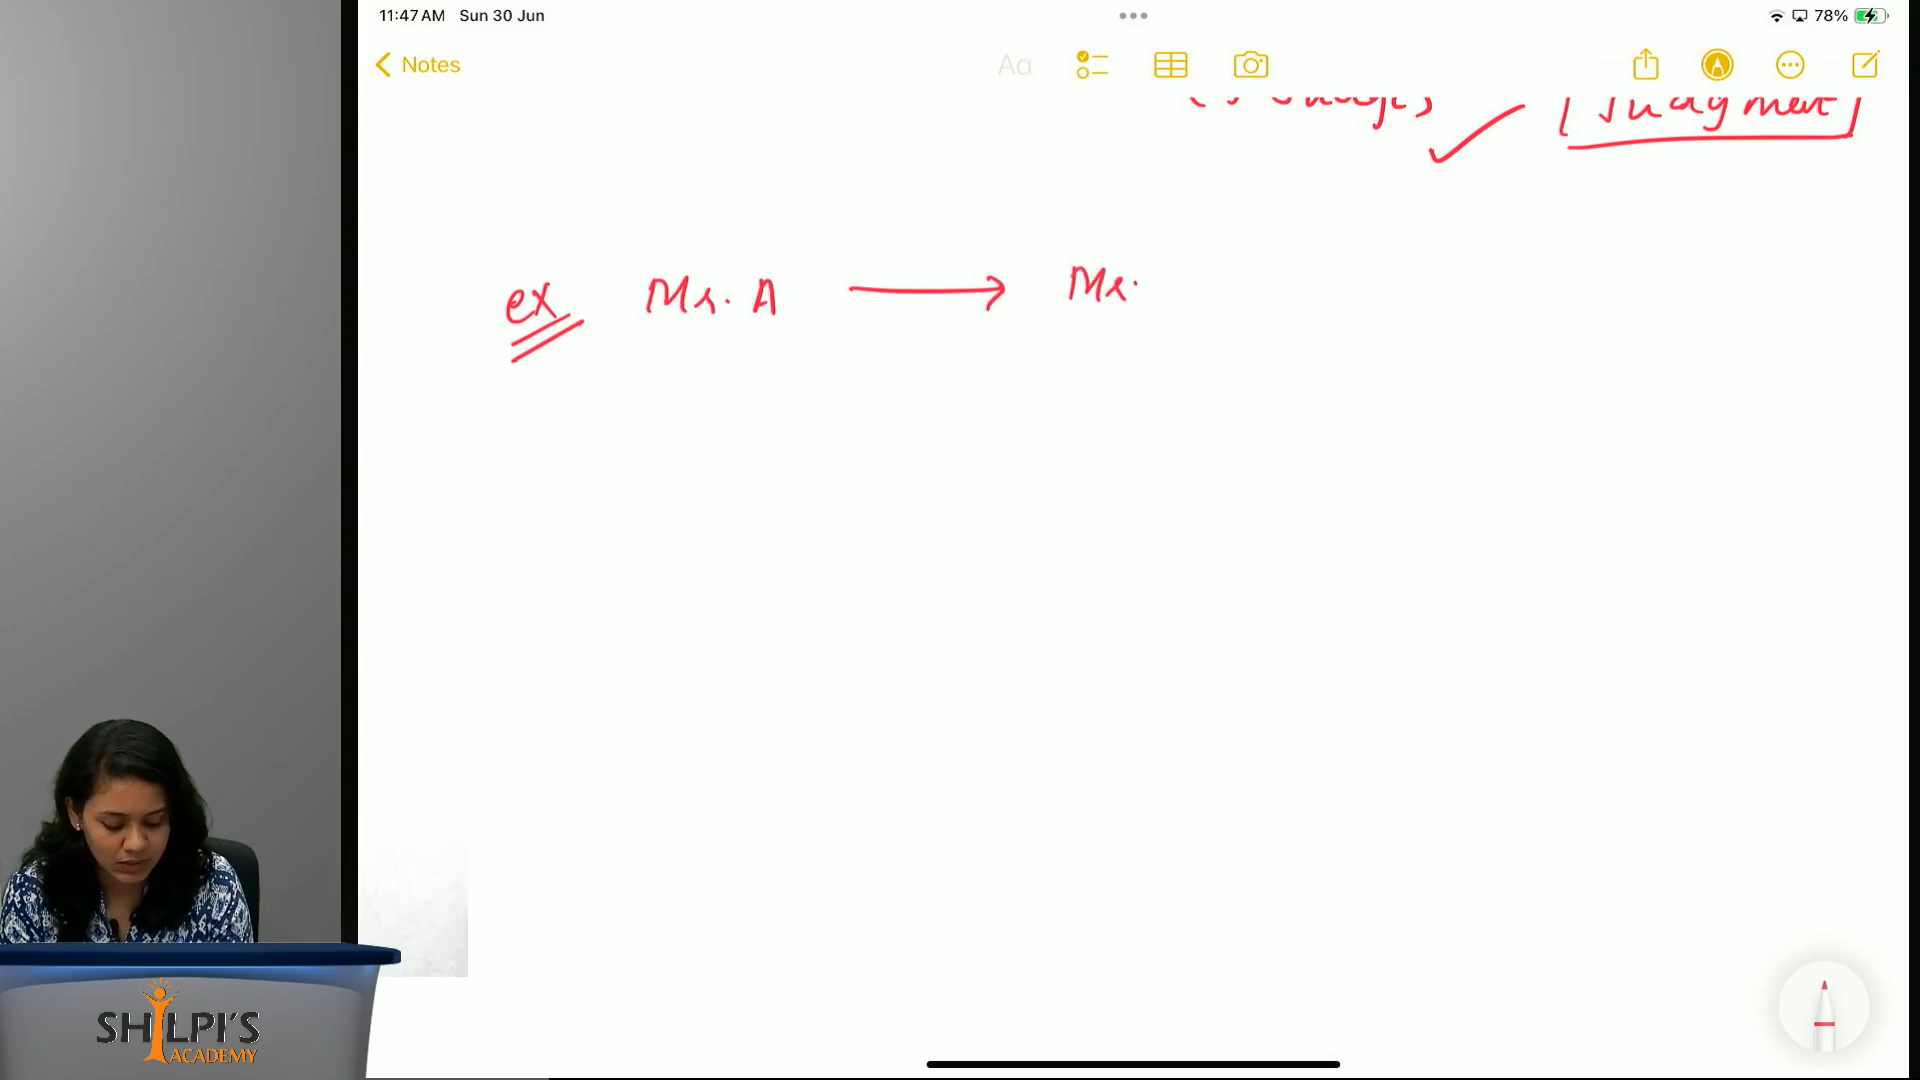 11:47 AM Sun 30 Jun
78%
Notes
Aa
[Judgment]
ex Mr. A → Mr.
SHILPI'S
ACADEMY